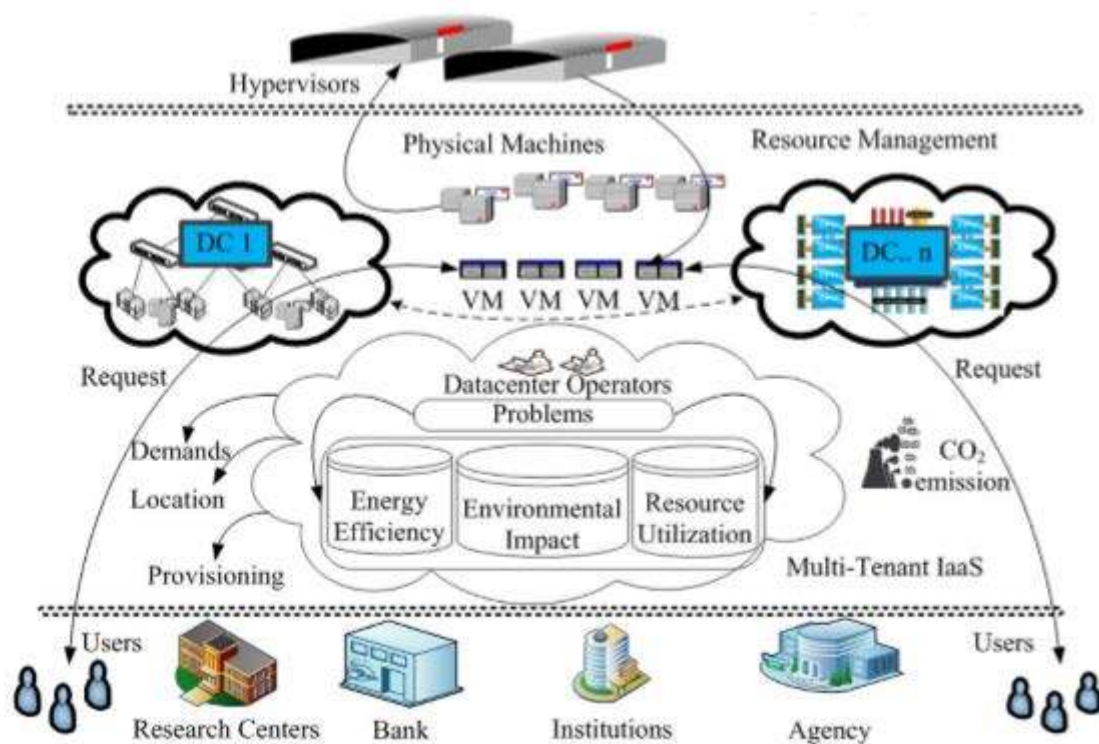 Hypervisors
Physical Machines
Resource Management
DC 1
DC.. n
VM VM VM VM
Request
Request
Datacenter Operators
Problems
Demands
Location
Provisioning
Energy
Efficiency
Environmental
Impact
Resource
Utilization
CO₂
emission
Multi-Tenant IaaS
Users
Users
Research Centers
Bank
Institutions
Agency